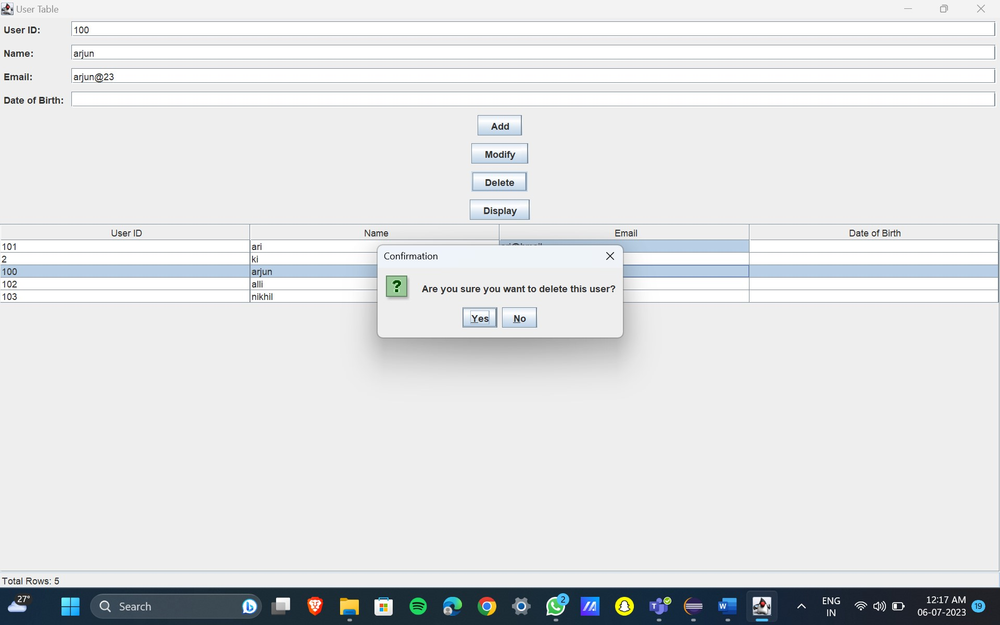 User Table
User ID: 100
Name: arjun
Email: arjun@23
Date of Birth:
Add
Modify
Delete
Display
User ID Name Email Date of Birth
101 ari
2 ki
100 arjun
102 alli
103 nikhil
Confirmation
? Are you sure you want to delete this user?
Yes No
Total Rows: 5
27° Search 2 ENG 12:17 AM
IN 06-07-2023 19